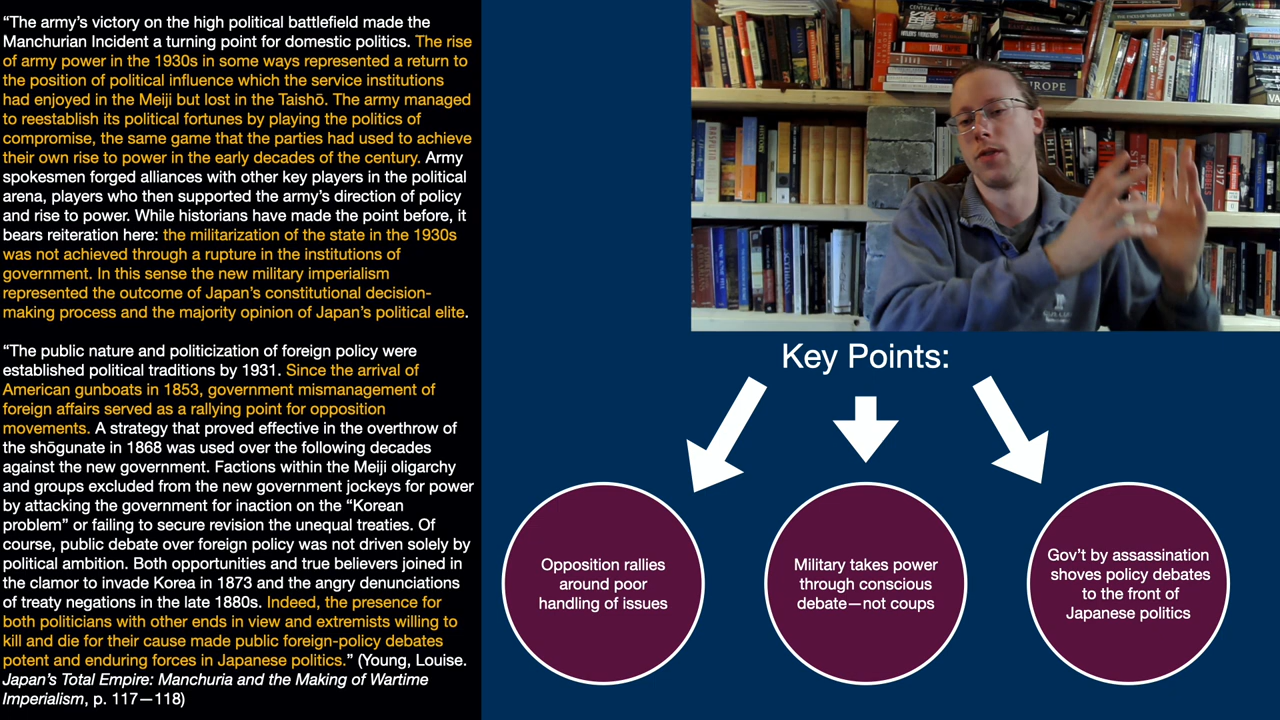 “The army’s victory on the high political battlefield made the
Manchurian Incident a turning point for domestic politics. The rise
of army power in the 1930s in some ways represented a return to
the position of political influence which the service institutions
had enjoyed in the Meiji but lost in the Taishō. The army managed
to reestablish its political fortunes by playing the politics of
compromise, the same game that the parties had used to achieve
their own rise to power in the early decades of the century. Army
spokesmen forged alliances with other key players in the political
arena, players who then supported the army’s direction of policy
and rise to power. While historians have made the point before, it
bears reiteration here: the militarization of the state in the 1930s
was not achieved through a rupture in the institutions of
government. In this sense the new military imperialism
represented the outcome of Japan’s constitutional decision-
making process and the majority opinion of Japan’s political elite.
“The public nature and politicization of foreign policy were
established political traditions by 1931. Since the arrival of
American gunboats in 1853, government mismanagement of
foreign affairs served as a rallying point for opposition
movements. A strategy that proved effective in the overthrow of
the shōgunate in 1868 was used over the following decades
against the new government. Factions within the Meiji oligarchy
and groups excluded from the new government jockeys for power
by attacking the government for inaction on the “Korean
problem” or failing to secure revision the unequal treaties. Of
course, public debate over foreign policy was not driven solely by
political ambition. Both opportunities and true believers joined in
the clamor to invade Korea in 1873 and the angry denunciations
of treaty negations in the late 1880s. Indeed, the presence for
both politicians with other ends in view and extremists willing to
kill and die for their cause made public foreign-policy debates
potent and enduring forces in Japanese politics.” (Young, Louise.
Japan’s Total Empire: Manchuria and the Making of Wartime
Imperialism, p. 117—118)
TOTAL
EUROPE
HISTORY
HITLER
1917
Key Points:
Opposition rallies
around poor
handling of issues
Military takes power
through conscious
debate—not coups
Gov’t by assassination
shoves policy debates
to the front of
Japanese politics